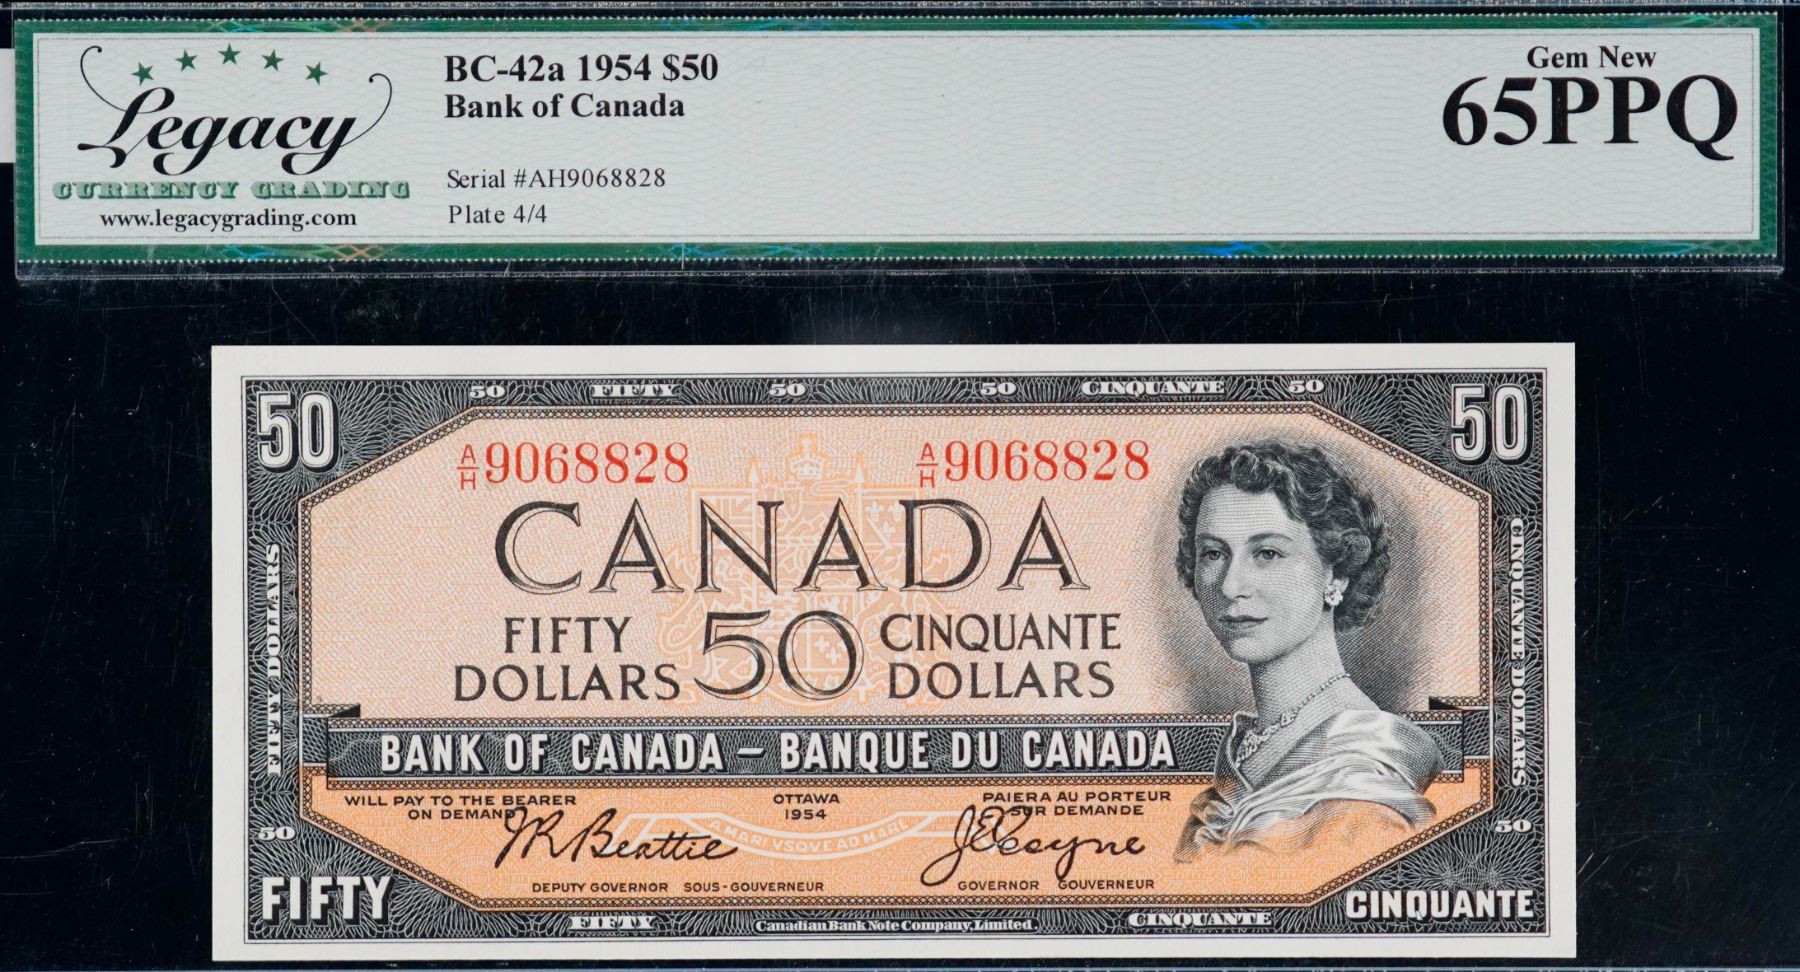 Legacy
CURRENCY GRADING
www.legacygrading.com
BC-42a 1954 $50
Bank of Canada
Serial #AH9068828
Plate 4/4
Gem New
65PPQ
50 FIFTY 50 50 CINQUANTE 50
50 50
A/H 9068828 A/H 9068828
CANADA
FIFTY DOLLARS 50 CINQUANTE DOLLARS
FIFTY DOLLARS
CINQUANTE DOLLARS
BANK OF CANADA – BANQUE DU CANADA
WILL PAY TO THE BEARER
ON DEMAND
OTTAWA
1954
PAIERA AU PORTEUR
SUR DEMANDE
A MARI VSQVE AD MARE
JR Beattie
J E Coyne
DEPUTY GOVERNOR SOUS-GOUVERNEUR
GOVERNOR GOUVERNEUR
50 50
FIFTY CINQUANTE
FIFTY Canadian Bank Note Company, Limited. CINQUANTE